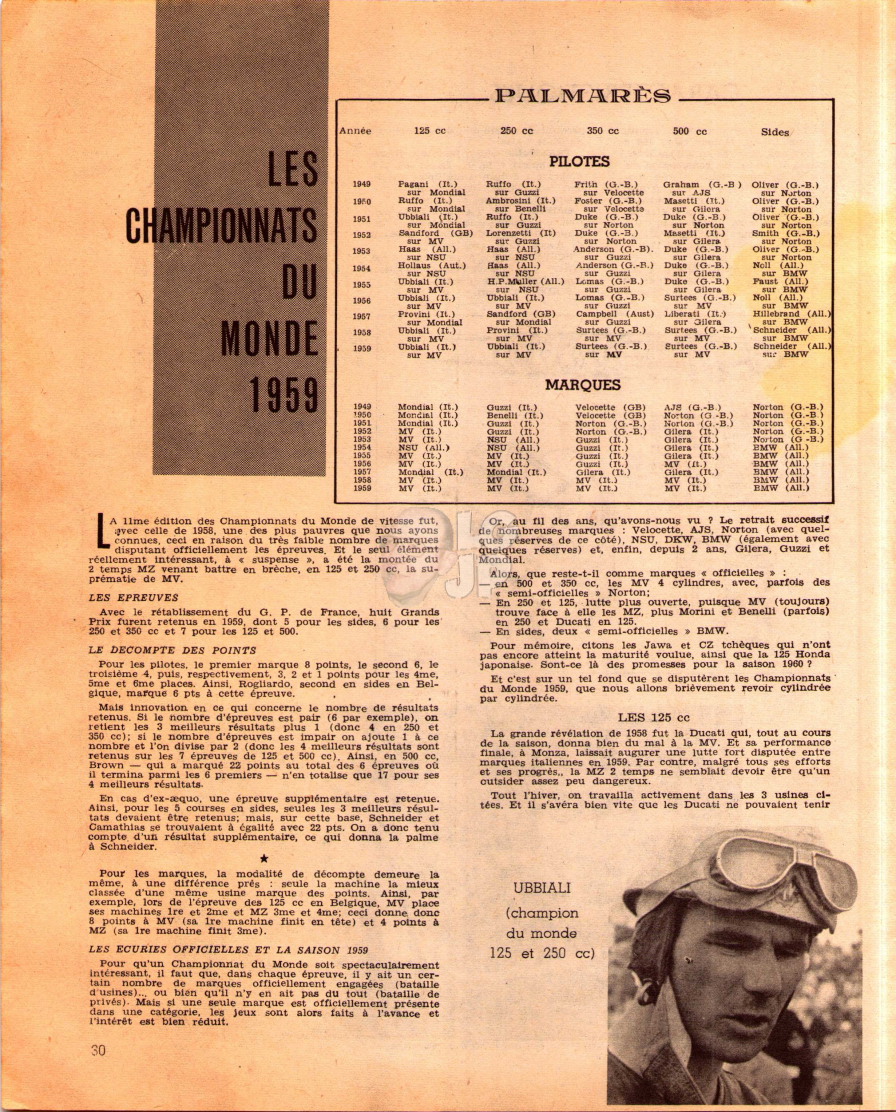 LES
CHAMPIONNATS
DU
MONDE
1959
PALMARÈS
Année 125 cc 250 cc 350 cc 500 cc Sides
PILOTES
1949 Pagani (It.) Ruffo (It.) Frith (G.-B.) Graham (G.-B ) Oliver (G.-B.)
sur Mondial sur Guzzi sur Velocette sur AJS sur Norton
1950 Ruffo (It.) Ambrosini (It.) Foster (G.-B.) Masetti (It.) Oliver (G.-B.)
sur Mondial sur Benelli sur Velocette sur Gilera sur Norton
1951 Ubbiali (It.) Ruffo (It.) Duke (G.-B.) Duke (G.-B.) Oliver (G.-B.)
sur Mondial sur Guzzi sur Norton sur Norton sur Norton
1952 Sandford (GB) Lorenzetti (It) Duke (G.-B.) Masetti (It.) Smith (G.-B.)
sur MV sur Guzzi sur Norton sur Gilera sur Norton
1953 Haas (All.) Haas (All.) Anderson (G.-B). Duke (G.-B.) Oliver (G.-B.)
sur NSU sur NSU sur Guzzi sur Gilera sur Norton
1954 Hollaus (Aut.) Haas (All.) Anderson (G.-B.) Duke (G.-B.) Noll (All.)
sur NSU sur NSU sur Guzzi sur Gilera sur BMW
1955 Ubbiali (It.) H.P.Muller (All.) Lomas (G.-B.) Duke (G.-B.) Faust (All.)
sur MV sur NSU sur Guzzi sur Gilera sur BMW
1956 Ubbiali (It.) Ubbiali (It.) Lomas (G.-B.) Surtees (G.-B.) Noll (All.)
sur MV sur MV sur Guzzi sur MV sur BMW
1957 Provini (It.) Sandford (GB) Campbell (Aust) Liberati (It.) Hillebrand (All.)
sur Mondial sur Mondial sur Guzzi sur Gilera sur BMW
1958 Ubbiali (It.) Provini (It.) Surtees (G.-B.) Surtees (G.-B.) Schneider (All.)
sur MV sur MV sur MV sur MV sur BMW
1959 Ubbiali (It.) Ubbiali (It.) Surtees (G.-B.) Surtees (G.-B.) Schneider (All.)
sur MV sur MV sur MV sur MV sur BMW
MARQUES
1949 Mondial (It.) Guzzi (It.) Velocette (GB) AJS (G.-B.) Norton (G.-B.)
1950 Mondial (It.) Benelli (It.) Velocette (GB) Norton (G -B.) Norton (G.-B.)
1951 Mondial (It.) Guzzi (It.) Norton (G.-B.) Norton (G.-B.) Norton (G.-B.)
1952 MV (It.) Guzzi (It.) Norton (G.-B.) Gilera (It.) Norton (G.-B.)
1953 MV (It.) NSU (All.) Guzzi (It.) Gilera (It.) Norton (G -B.)
1954 NSU (All.) NSU (All.) Guzzi (It.) Gilera (It.) BMW (All.)
1955 MV (It.) MV (It.) Guzzi (It.) Gilera (It.) BMW (All.)
1956 MV (It.) MV (It.) Guzzi (It.) MV (It.) BMW (All.)
1957 Mondial (It.) Mondial (It.) Gilera (It.) Gilera (It.) BMW (All.)
1958 MV (It.) MV (It.) MV (It.) MV (It.) BMW (All.)
1959 MV (It.) MV (It.) MV (It.) MV (It.) BMW (All.)
LA 11me édition des Championnats du Monde de vitesse fut,
avec celle de 1958, une des plus pauvres que nous ayons
connues, ceci en raison du très faible nombre de marques
disputant officiellement les épreuves. Et le seul élément
réellement intéressant, à « suspense », a été la montée du
2 temps MZ venant battre en brèche, en 125 et 250 cc, la su-
prématie de MV.
LES EPREUVES
Avec le rétablissement du G. P. de France, huit Grands
Prix furent retenus en 1959, dont 5 pour les sides, 6 pour les
250 et 350 cc et 7 pour les 125 et 500.
LE DECOMPTE DES POINTS
Pour les pilotes, le premier marque 8 points, le second 6, le
troisième 4, puis, respectivement, 3, 2 et 1 points pour les 4me,
5me et 6me places. Ainsi, Rogliardo, second en sides en Bel-
gique, marque 6 pts à cette épreuve.
Mais innovation en ce qui concerne le nombre de résultats
retenus. Si le nombre d'épreuves est pair (6 par exemple), on
retient les 3 meilleurs résultats plus 1 (donc 4 en 250 et
350 cc); si le nombre d'épreuves est impair on ajoute 1 à ce
nombre et l'on divise par 2 (donc les 4 meilleurs résultats sont
retenus sur les 7 épreuves de 125 et 500 cc). Ainsi, en 500 cc,
Brown — qui a marqué 22 points au total des 6 épreuves où
il termina parmi les 6 premiers — n'en totalise que 17 pour ses
4 meilleurs résultats.
En cas d'ex-æquo, une épreuve supplémentaire est retenue.
Ainsi, pour les 5 courses en sides, seules les 3 meilleurs résul-
tats devaient être retenus; mais, sur cette base, Schneider et
Camathias se trouvaient à égalité avec 22 pts. On a donc tenu
compte d'un résultat supplémentaire, ce qui donna la palme
à Schneider.
★
Pour les marques, la modalité de décompte demeure la
même, à une différence près : seule la machine la mieux
classée d'une même usine marque des points. Ainsi, par
exemple, lors de l'épreuve des 125 cc en Belgique, MV place
ses machines 1re et 2me et MZ 3me et 4me; ceci donne donc
8 points à MV (sa 1re machine finit en tête) et 4 points à
MZ (sa 1re machine finit 3me).
LES ECURIES OFFICIELLES ET LA SAISON 1959
Pour qu'un Championnat du Monde soit spectaculairement
intéressant, il faut que, dans chaque épreuve, il y ait un cer-
tain nombre de marques officiellement engagées (bataille
d'usines)..., ou bien qu'il n'y en ait pas du tout (bataille de
privés). Mais si une seule marque est officiellement présente
dans une catégorie, les jeux sont alors faits à l'avance et
l'intérêt est bien réduit.
30
Or, au fil des ans, qu'avons-nous vu ? Le retrait successif
de nombreuses marques : Velocette, AJS, Norton (avec quel-
ques réserves de ce côté), NSU, DKW, BMW (également avec
quelques réserves) et, enfin, depuis 2 ans, Gilera, Guzzi et
Mondial.
Alors, que reste-t-il comme marques « officielles » :
— en 500 et 350 cc, les MV 4 cylindres, avec, parfois des
« semi-officielles » Norton;
— En 250 et 125, lutte plus ouverte, puisque MV (toujours)
trouve face à elle les MZ, plus Morini et Benelli (parfois)
en 250 et Ducati en 125.
— En sides, deux « semi-officielles » BMW.
Pour mémoire, citons les Jawa et CZ tchèques qui n'ont
pas encore atteint la maturité voulue, ainsi que la 125 Honda
japonaise. Sont-ce là des promesses pour la saison 1960 ?
Et c'est sur un tel fond que se disputèrent les Championnats
du Monde 1959, que nous allons brièvement revoir cylindrée
par cylindrée.
LES 125 cc
La grande révélation de 1958 fut la Ducati qui, tout au cours
de la saison, donna bien du mal à la MV. Et sa performance
finale, à Monza, laissait augurer une lutte fort disputée entre
marques italiennes en 1959. Par contre, malgré tous ses efforts
et ses progrès,, la MZ 2 temps ne semblait devoir être qu'un
outsider assez peu dangereux.
Tout l'hiver, on travailla activement dans les 3 usines ci-
tées. Et il s'avéra bien vite que les Ducati ne pouvaient tenir
UBBIALI
(champion
du monde
125 et 250 cc)